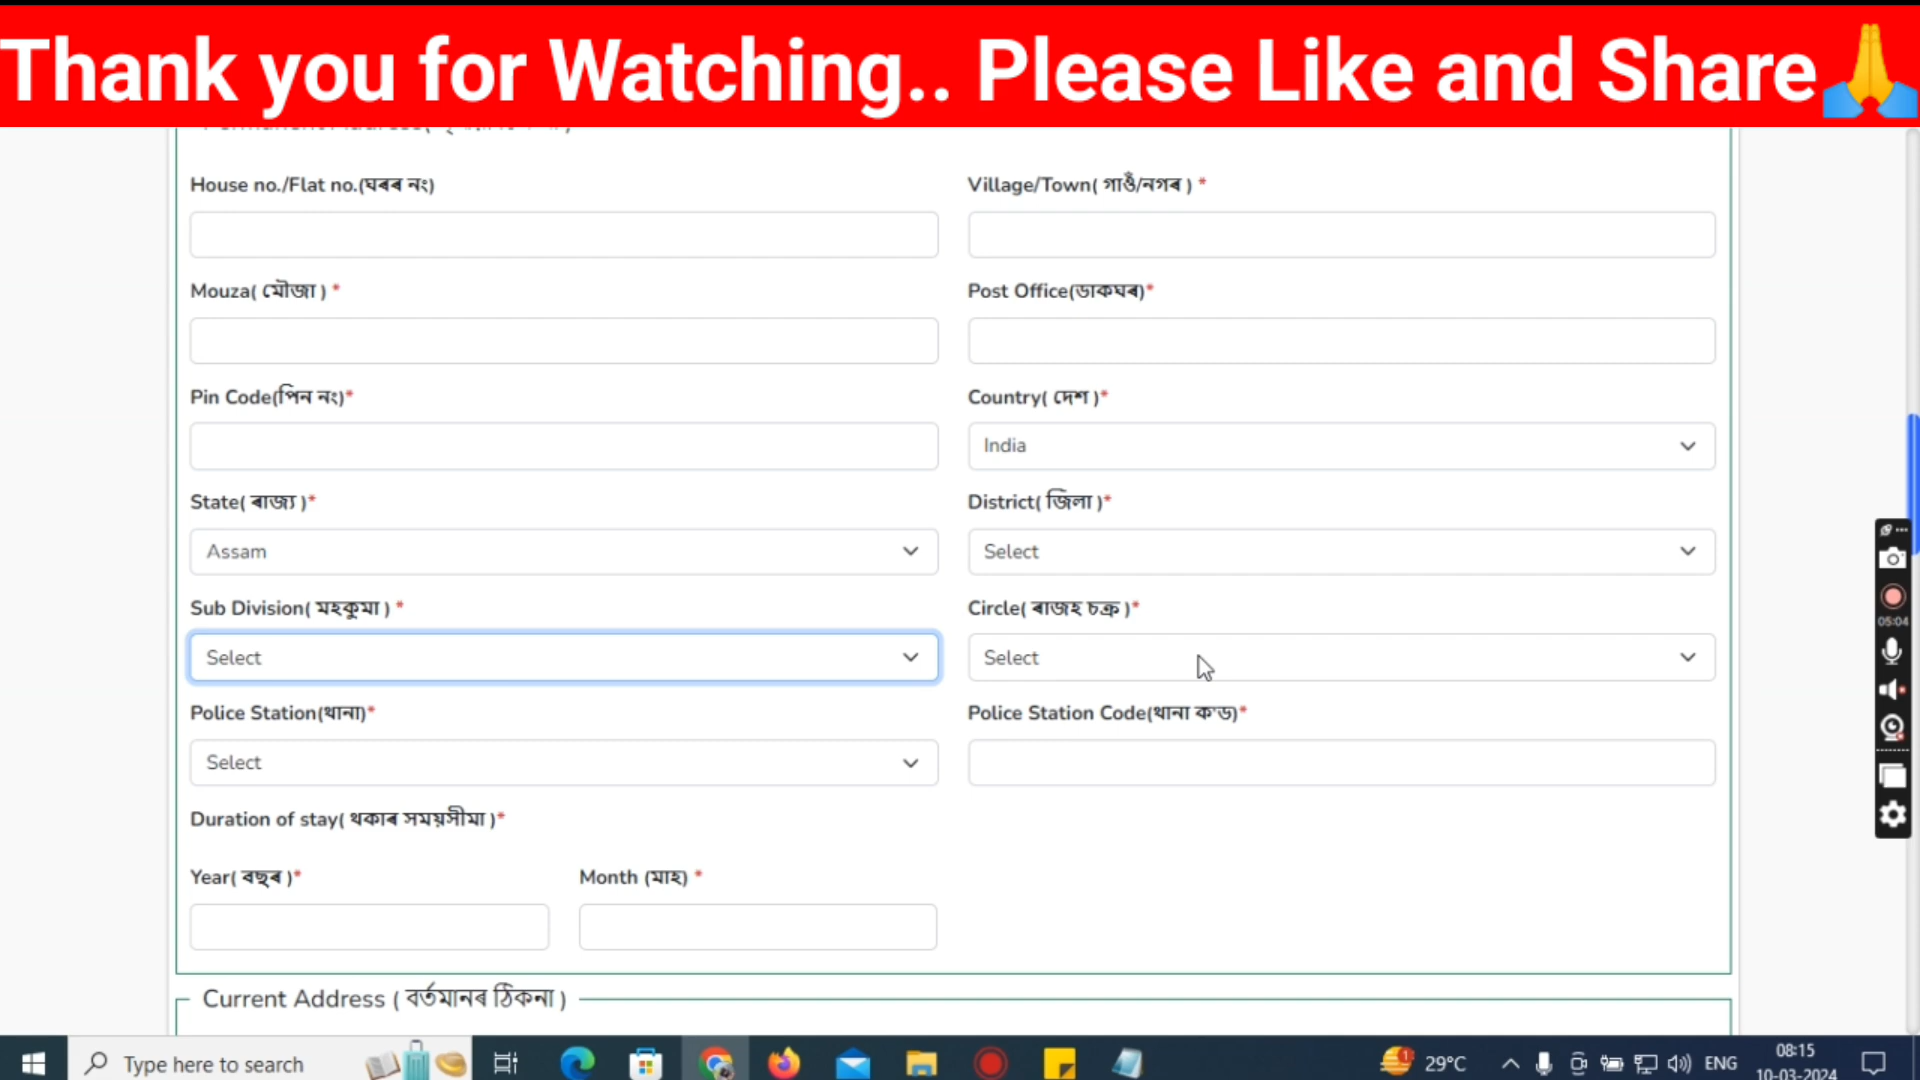 Thank you for Watching.. Please Like and Share🙏
House no./Flat no.(ঘৰৰ নং)
Village/Town( গাওঁ/নগৰ ) *
Mouza( মৌজা ) *
Post Office(ডাকঘৰ)*
Pin Code(পিন নং)*
Country( দেশ )*
India
State( ৰাজ্য )*
District( জিলা )*
Assam
Select
Sub Division( মহকুমা ) *
Circle( ৰাজহ চক্ৰ )*
Select
Select
Police Station(থানা)*
Police Station Code(থানা ক'ড)*
Select
Duration of stay( থকাৰ সময়সীমা )*
Year( বছৰ )*
Month (মাহ) *
Current Address ( বৰ্তমানৰ ঠিকনা )
05:04
Type here to search
1
29°C
ENG
08:15
10-03-2024